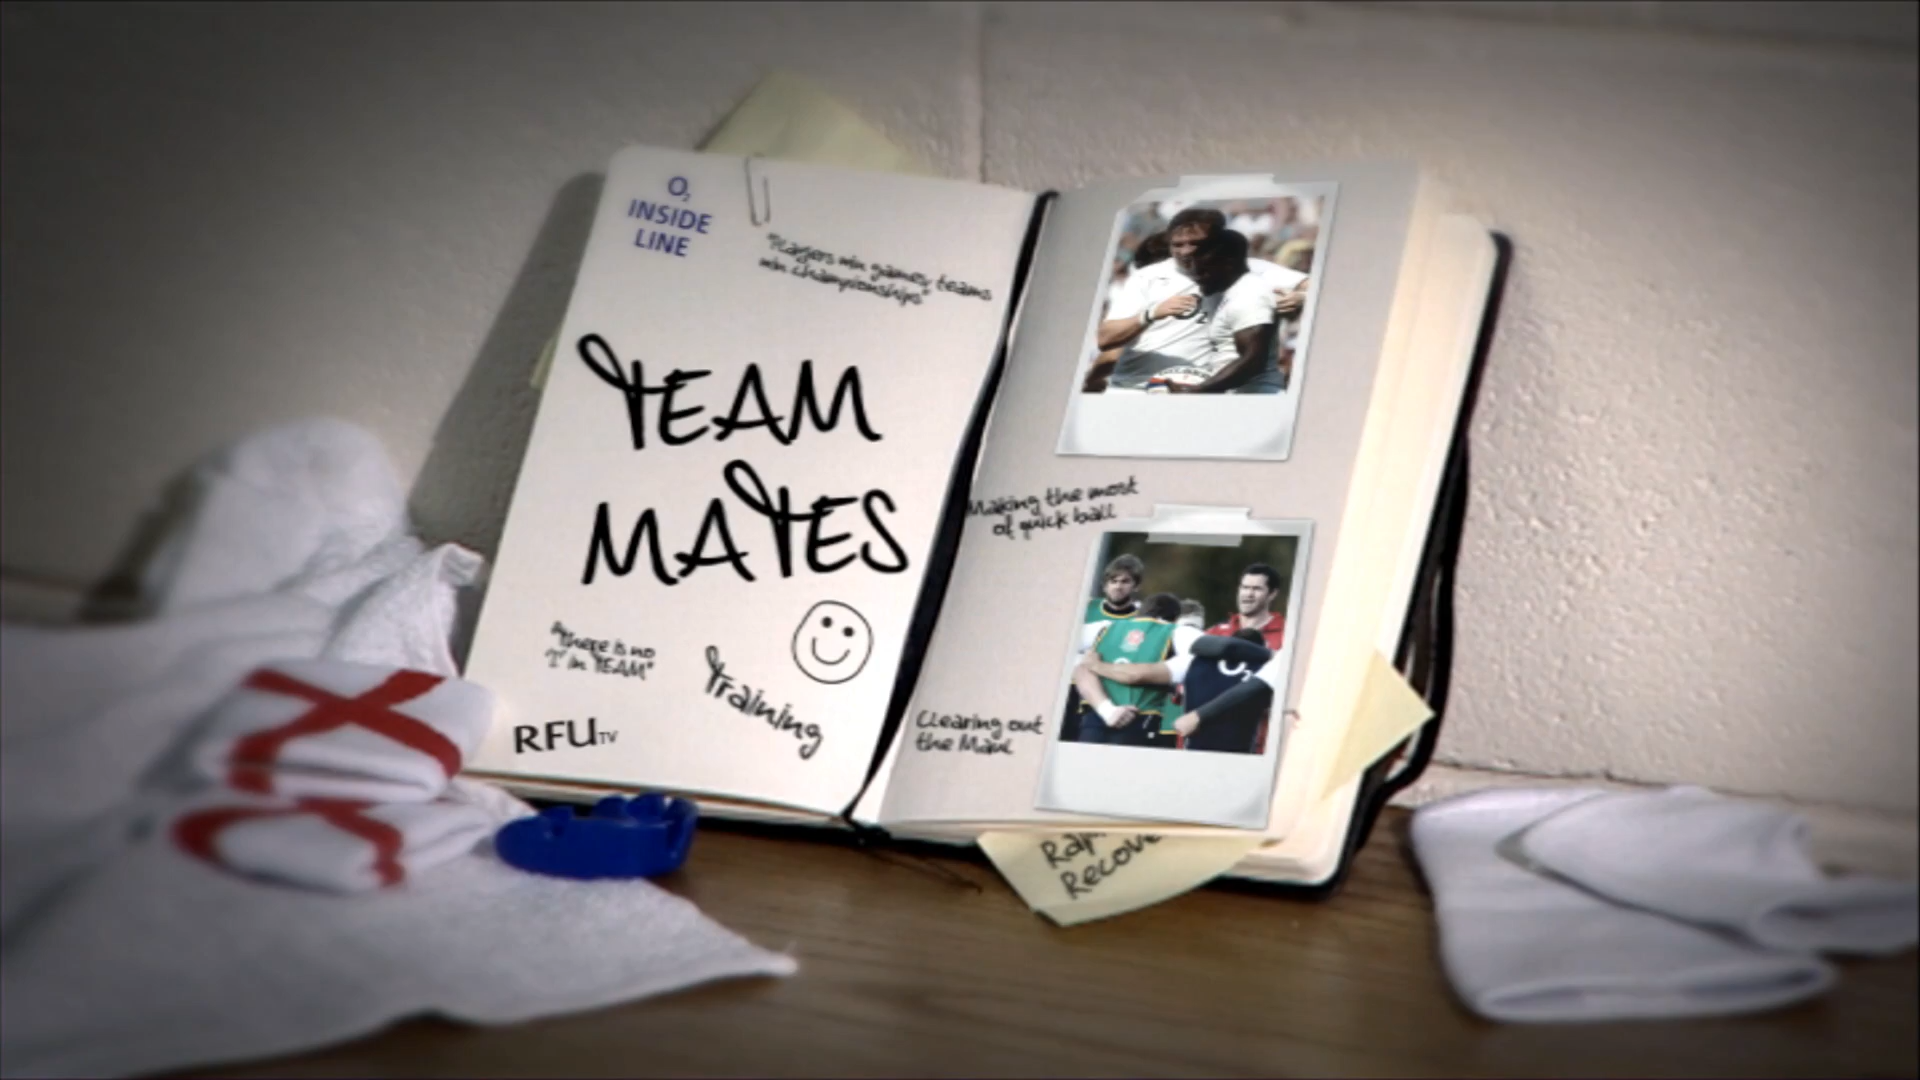 O2
INSIDE
LINE
"Players win games, teams
win championships"
TEAM
MATES
"There is no
'I' in TEAM"
Training
RFUTV
Making the most
of quick ball
Clearing out
the Maul
O2
Recove